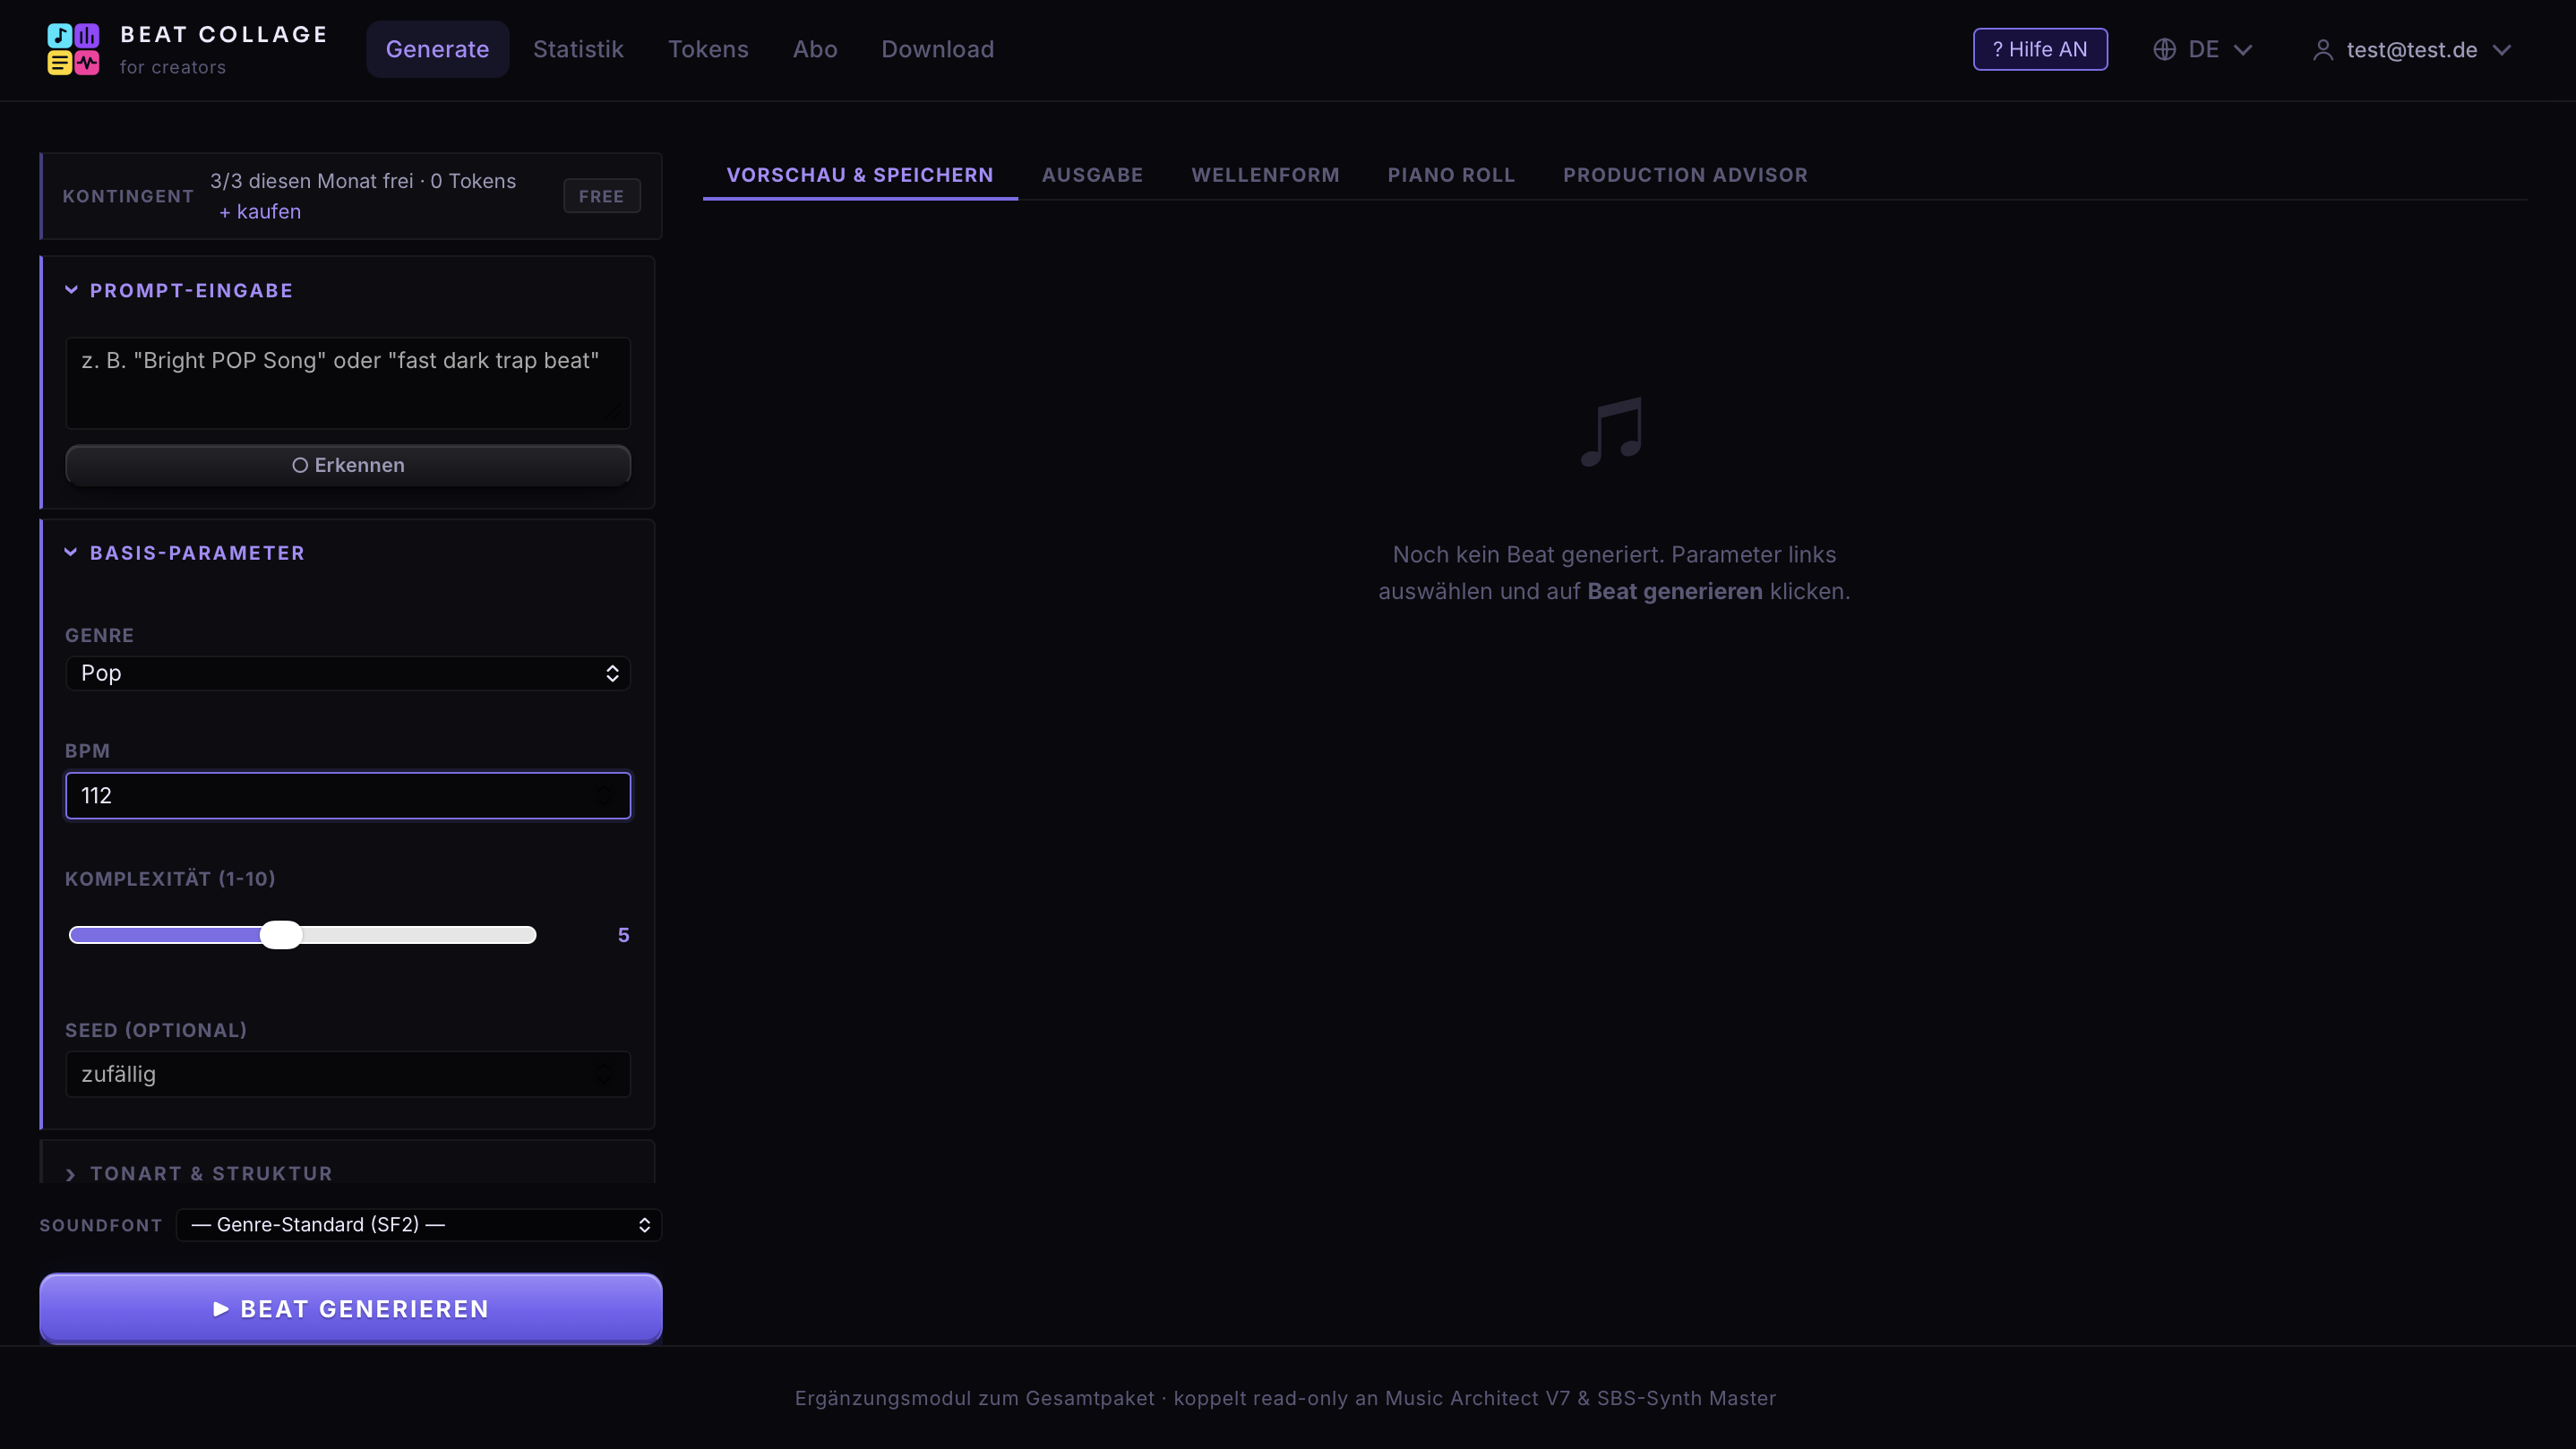 BEAT COLLAGE
for creators
Generate
Statistik
Tokens
Abo
Download
? Hilfe AN
DE
test@test.de
KONTINGENT
3/3 diesen Monat frei · 0 Tokens
+ kaufen
FREE
PROMPT-EINGABE
z. B. "Bright POP Song" oder "fast dark trap beat"
Erkennen
BASIS-PARAMETER
GENRE
Pop
BPM
112
KOMPLEXITÄT (1-10)
5
SEED (OPTIONAL)
zufällig
TONART & STRUKTUR
SOUNDFONT
— Genre-Standard (SF2) —
BEAT GENERIEREN
VORSCHAU & SPEICHERN
AUSGABE
WELLENFORM
PIANO ROLL
PRODUCTION ADVISOR
Noch kein Beat generiert. Parameter links
auswählen und auf Beat generieren klicken.
Ergänzungsmodul zum Gesamtpaket · koppelt read-only an Music Architect V7 & SBS-Synth Master